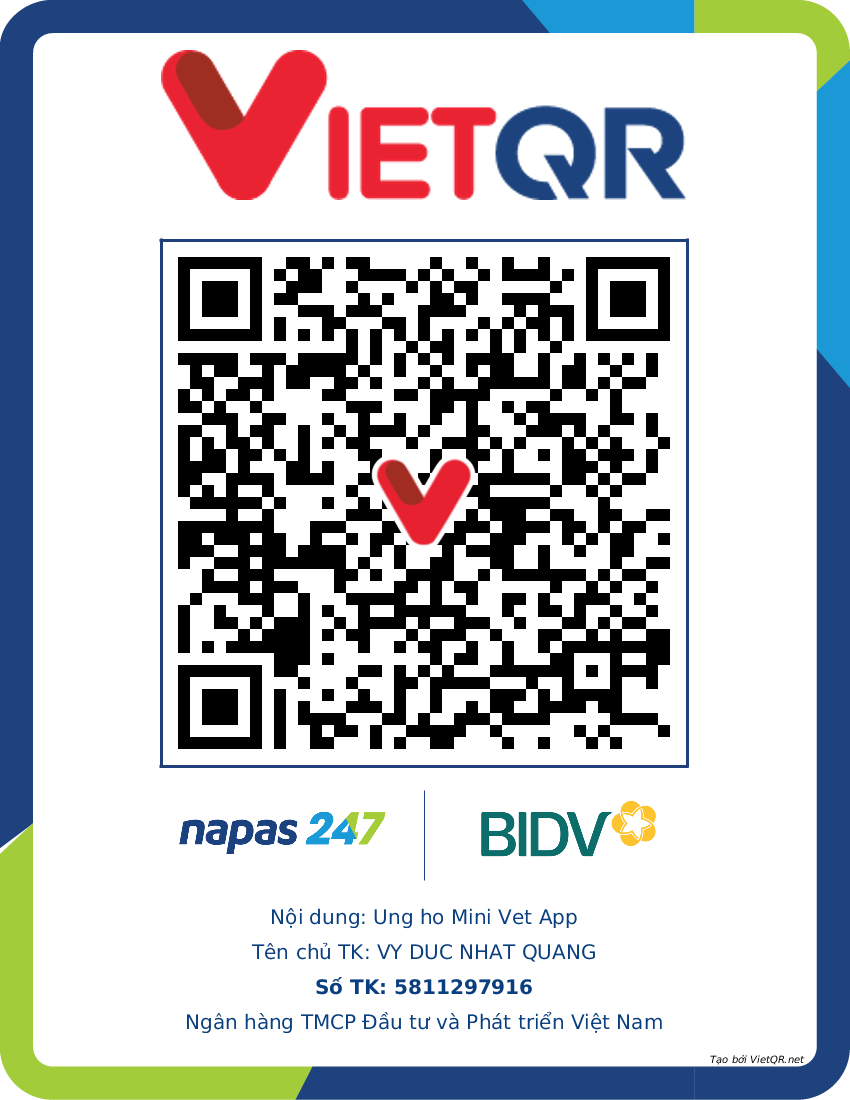 VIETQR
napas 247
BIDV
Nội dung: Ung ho Mini Vet App
Tên chủ TK: VY DUC NHAT QUANG
Số TK: 5811297916
Ngân hàng TMCP Đầu tư và Phát triển Việt Nam
Tạo bởi VietQR.net